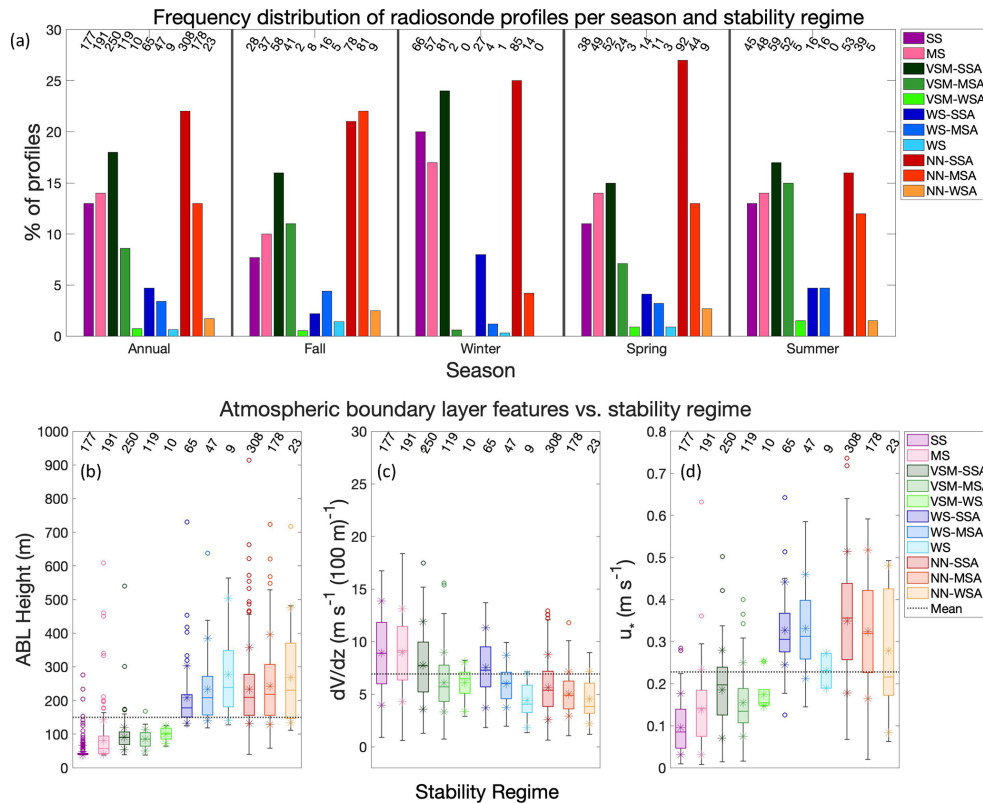 Frequency distribution of radiosonde profiles per season and stability regime
(a)
177 191 250 119 10 65 47 9 308 178 23
28 37 58 41 2 8 16 5 78 81 9
66 57 81 2 0 27 4 1 85 14 0
38 49 52 24 3 14 11 3 92 44 9
45 48 59 52 5 16 16 0 53 39 5
% of profiles
30
25
20
15
10
5
0
Annual Fall Winter Spring Summer
Season
SS
MS
VSM-SSA
VSM-MSA
VSM-WSA
WS-SSA
WS-MSA
WS
NN-SSA
NN-MSA
NN-WSA
Atmospheric boundary layer features vs. stability regime
(b)
177 191 250 119 10 65 47 9 308 178 23
ABL Height (m)
1000
900
800
700
600
500
400
300
200
100
0
(c)
177 191 250 119 10 65 47 9 308 178 23
dV/dz (m s⁻¹ (100 m)⁻¹)
30
25
20
15
10
5
0
(d)
177 191 250 119 10 65 47 9 308 178 23
u* (m s⁻¹)
0.8
0.7
0.6
0.5
0.4
0.3
0.2
0.1
0
SS
MS
VSM-SSA
VSM-MSA
VSM-WSA
WS-SSA
WS-MSA
WS
NN-SSA
NN-MSA
NN-WSA
Mean
Stability Regime